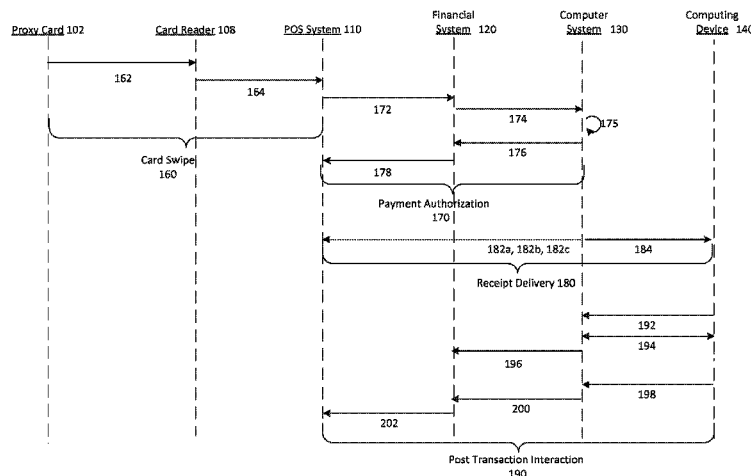 Proxy Card 102
Card Reader 108
POS System 110
Financial
System 120
Computer
System 130
Computing
Device 140
162
164
172
174
175
176
178
Card Swipe
160
Payment Authorization
170
182a, 182b, 182c
184
Receipt Delivery 180
192
194
196
198
200
202
Post Transaction Interaction
190